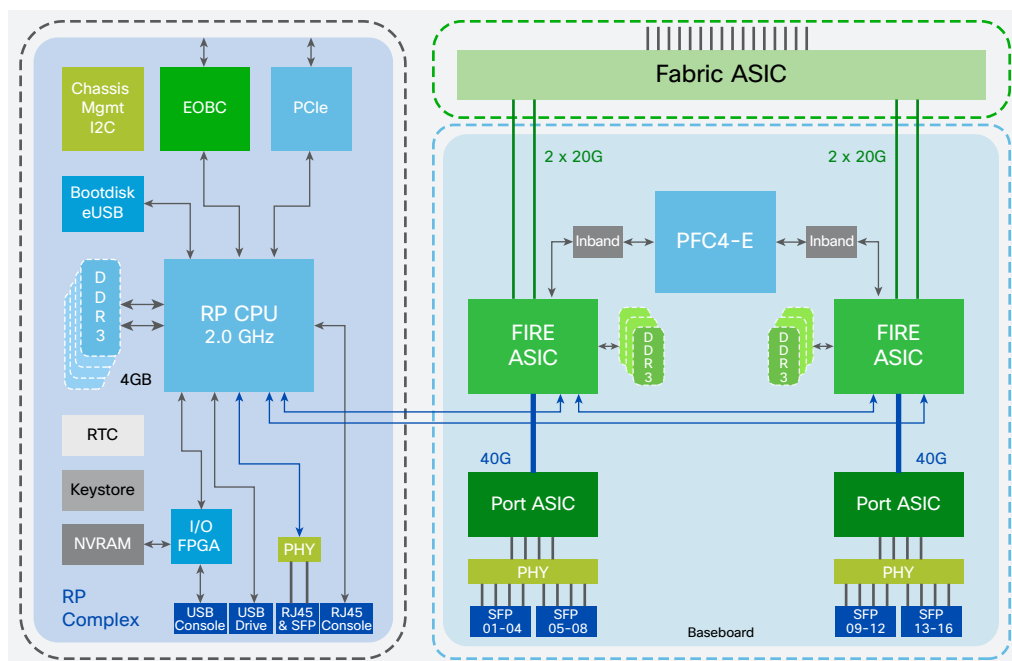 Chassis
Mgmt
I2C
EOBC
PCIe
Bootdisk
eUSB
D
D
R
3
4GB
RP CPU
2.0 GHz
RTC
Keystore
NVRAM
I/O
FPGA
PHY
RP
Complex
USB
Console
USB
Drive
RJ45
& SFP
RJ45
Console
Fabric ASIC
2 x 20G
2 x 20G
Inband
PFC4-E
Inband
FIRE
ASIC
D
D
R
3
D
D
R
3
FIRE
ASIC
40G
40G
Port ASIC
Port ASIC
PHY
PHY
SFP
01-04
SFP
05-08
SFP
09-12
SFP
13-16
Baseboard